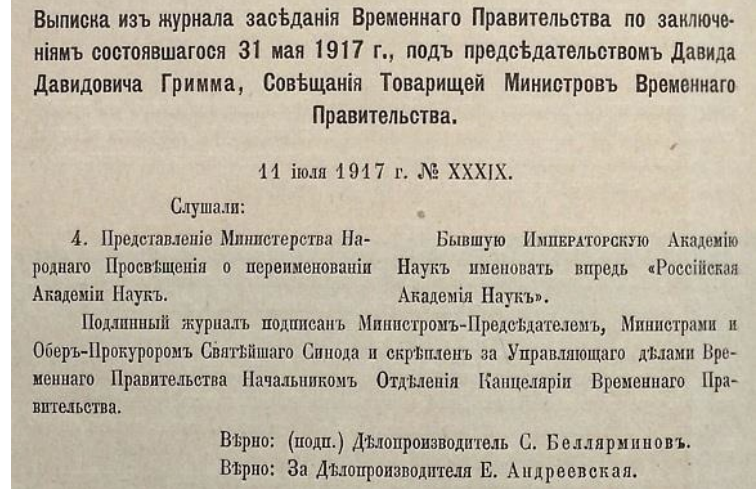 Выписка изъ журнала засѣданія Временнаго Правительства по заключе-
ніямъ состоявшагося 31 мая 1917 г., подъ предсѣдательствомъ Давида
Давидовича Гримма, Совѣщанія Товарищей Министровъ Временнаго
Правительства.
11 іюля 1917 г. № XXXIX.
Слушали:
4. Представленіе Министерства На-
роднаго Просвѣщенія о переименованіи
Академіи Наукъ.
Бывшую Императорскую Академію
Наукъ именовать впредь «Россійская
Академія Наукъ».
Подлинный журналъ подписанъ Министромъ-Предсѣдателемъ, Министрами и
Оберъ-Прокуроромъ Святѣйшаго Синода и скрѣпленъ за Управляющаго дѣлами Вре-
меннаго Правительства Начальникомъ Отдѣленія Канцеляріи Временнаго Пра-
вительства.
Вѣрно: (подп.) Дѣлопроизводитель С. Беллярминовъ.
Вѣрно: За Дѣлопроизводителя Е. Андреевская.